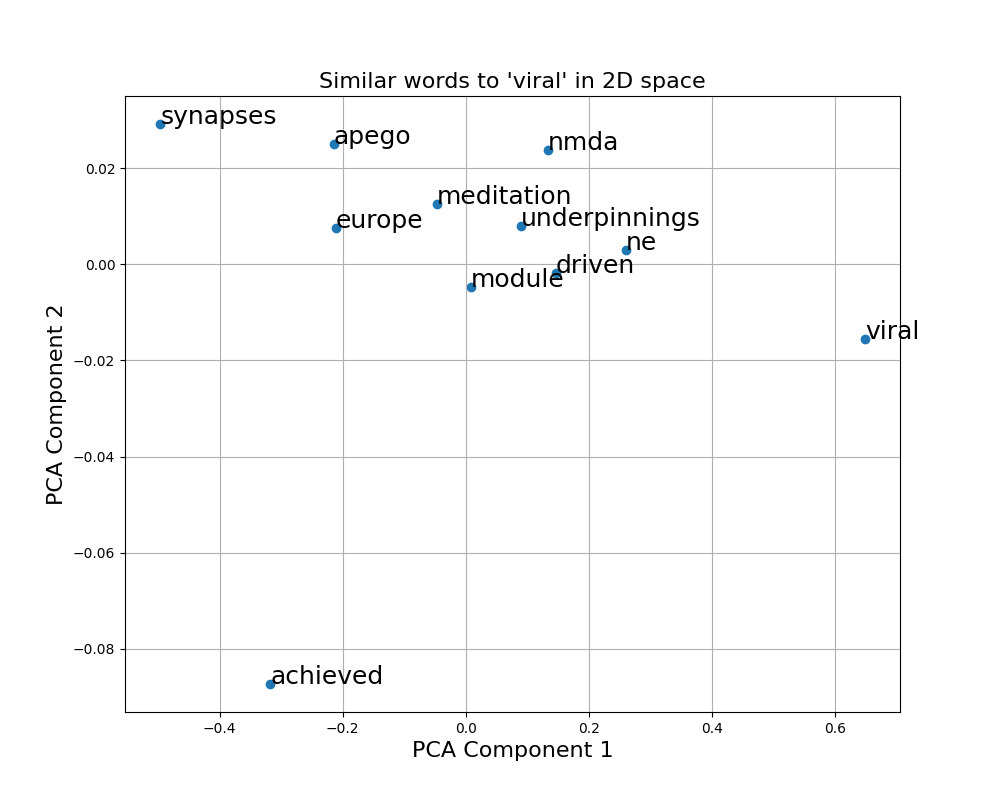 Similar words to 'viral' in 2D space
synapses
apego
nmda
meditation
underpinnings
europe
ne
driven
module
viral
achieved
0.02
0.00
−0.02
−0.04
−0.06
−0.08
PCA Component 2
−0.4
−0.2
0.0
0.2
0.4
0.6
PCA Component 1